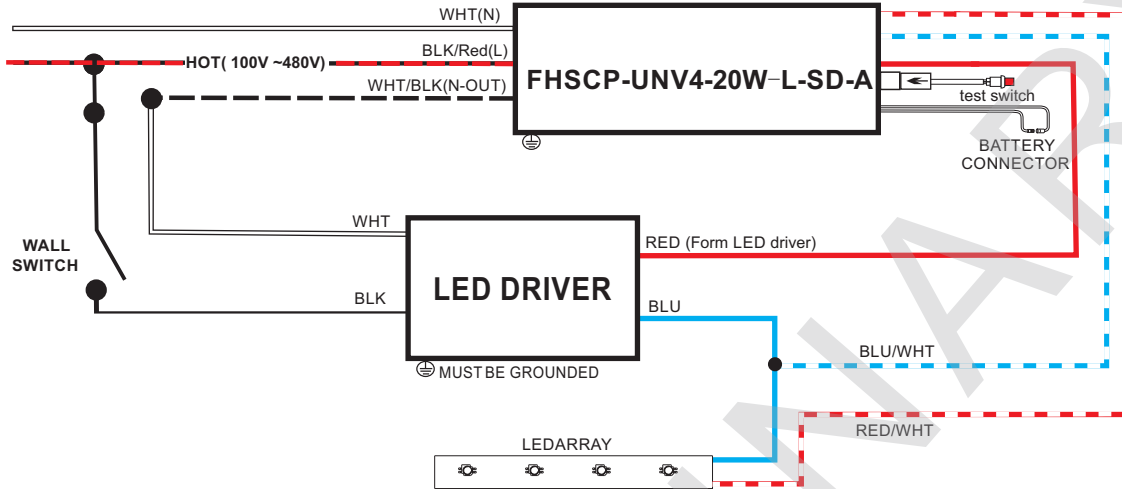 WHT(N)
BLK/Red(L)
HOT( 100V ~480V)
WHT/BLK(N-OUT)
FHSCP-UNV4-20W-L-SD-A
test switch
BATTERY
CONNECTOR
WHT
WALL
SWITCH
LED DRIVER
RED (Form LED driver)
BLK
BLU
BLU/WHT
MUST BE GROUNDED
RED/WHT
LEDARRAY